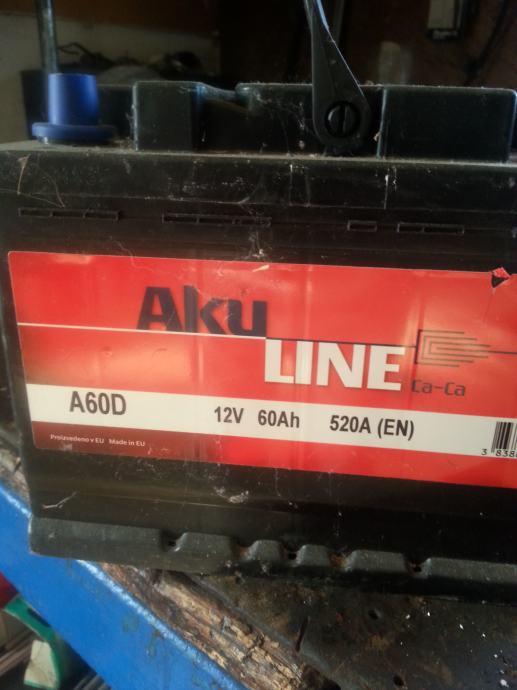 Aku
LINE
Ca-Ca
A60D 12V 60Ah 520A (EN)
Proizvedeno v EU Made in EU